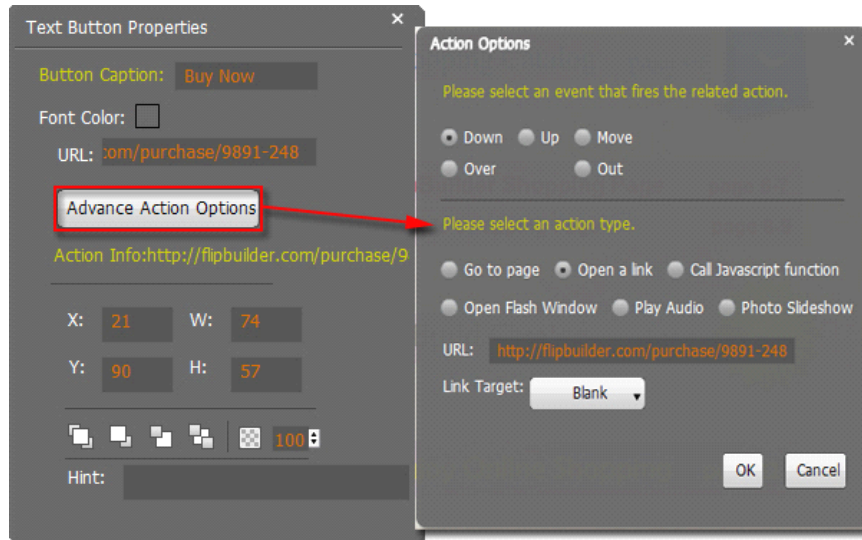 Text Button Properties ×
Button Caption: Buy Now
Font Color:
URL: :om/purchase/9891-248
Advance Action Options
Action Info:http://flipbuilder.com/purchase/9
X: 21 W: 74
Y: 90 H: 57
100
Hint:
Action Options ×
Please select an event that fires the related action.
Down Up Move
Over Out
Please select an action type.
Go to page Open a link Call Javascript function
Open Flash Window Play Audio Photo Slideshow
URL: http://flipbuilder.com/purchase/9891-248
Link Target: Blank
OK Cancel